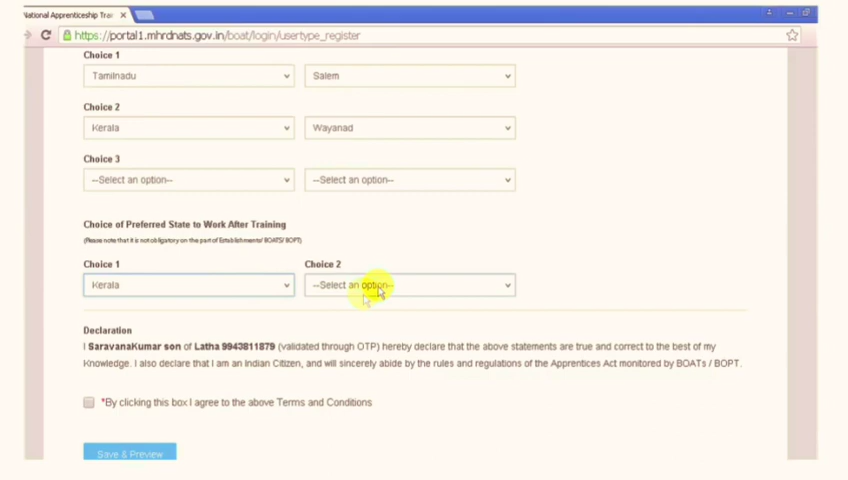 National Apprenticeship Trai ×
https://portal1.mhrdnats.gov.in/boat/login/usertype_register
Choice 1
Tamilnadu Salem
Choice 2
Kerala Wayanad
Choice 3
--Select an option-- --Select an option--
Choice of Preferred State to Work After Training
(Please note that it is not obligatory on the part of Establishments/ BOATS/ BOPT)
Choice 1 Choice 2
Kerala --Select an option--
Declaration
I SaravanaKumar son of Latha 9943811879 (validated through OTP) hereby declare that the above statements are true and correct to the best of my
Knowledge. I also declare that I am an Indian Citizen, and will sincerely abide by the rules and regulations of the Apprentices Act monitored by BOATs / BOPT.
*By clicking this box I agree to the above Terms and Conditions
Save & Preview